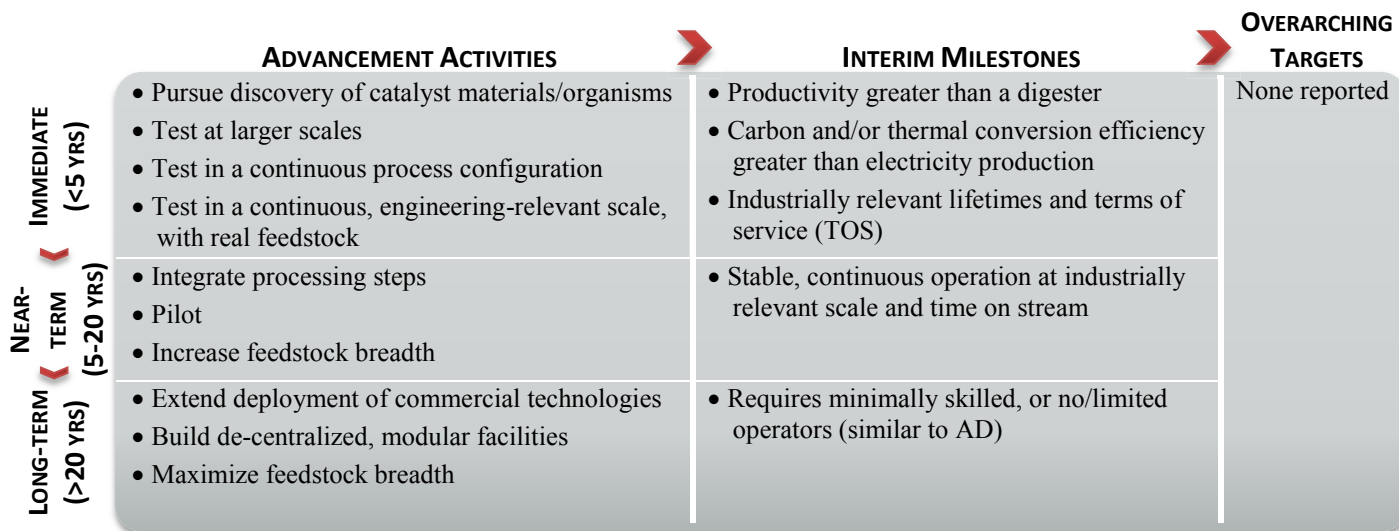 ADVANCEMENT ACTIVITIES
INTERIM MILESTONES
OVERARCHING
TARGETS
IMMEDIATE
(<5 YRS)
• Pursue discovery of catalyst materials/organisms
• Test at larger scales
• Test in a continuous process configuration
• Test in a continuous, engineering-relevant scale,
with real feedstock
• Productivity greater than a digester
• Carbon and/or thermal conversion efficiency
greater than electricity production
• Industrially relevant lifetimes and terms of
service (TOS)
None reported
NEAR-
TERM
(5-20 YRS)
• Integrate processing steps
• Pilot
• Increase feedstock breadth
• Stable, continuous operation at industrially
relevant scale and time on stream
LONG-TERM
(>20 YRS)
• Extend deployment of commercial technologies
• Build de-centralized, modular facilities
• Maximize feedstock breadth
• Requires minimally skilled, or no/limited
operators (similar to AD)